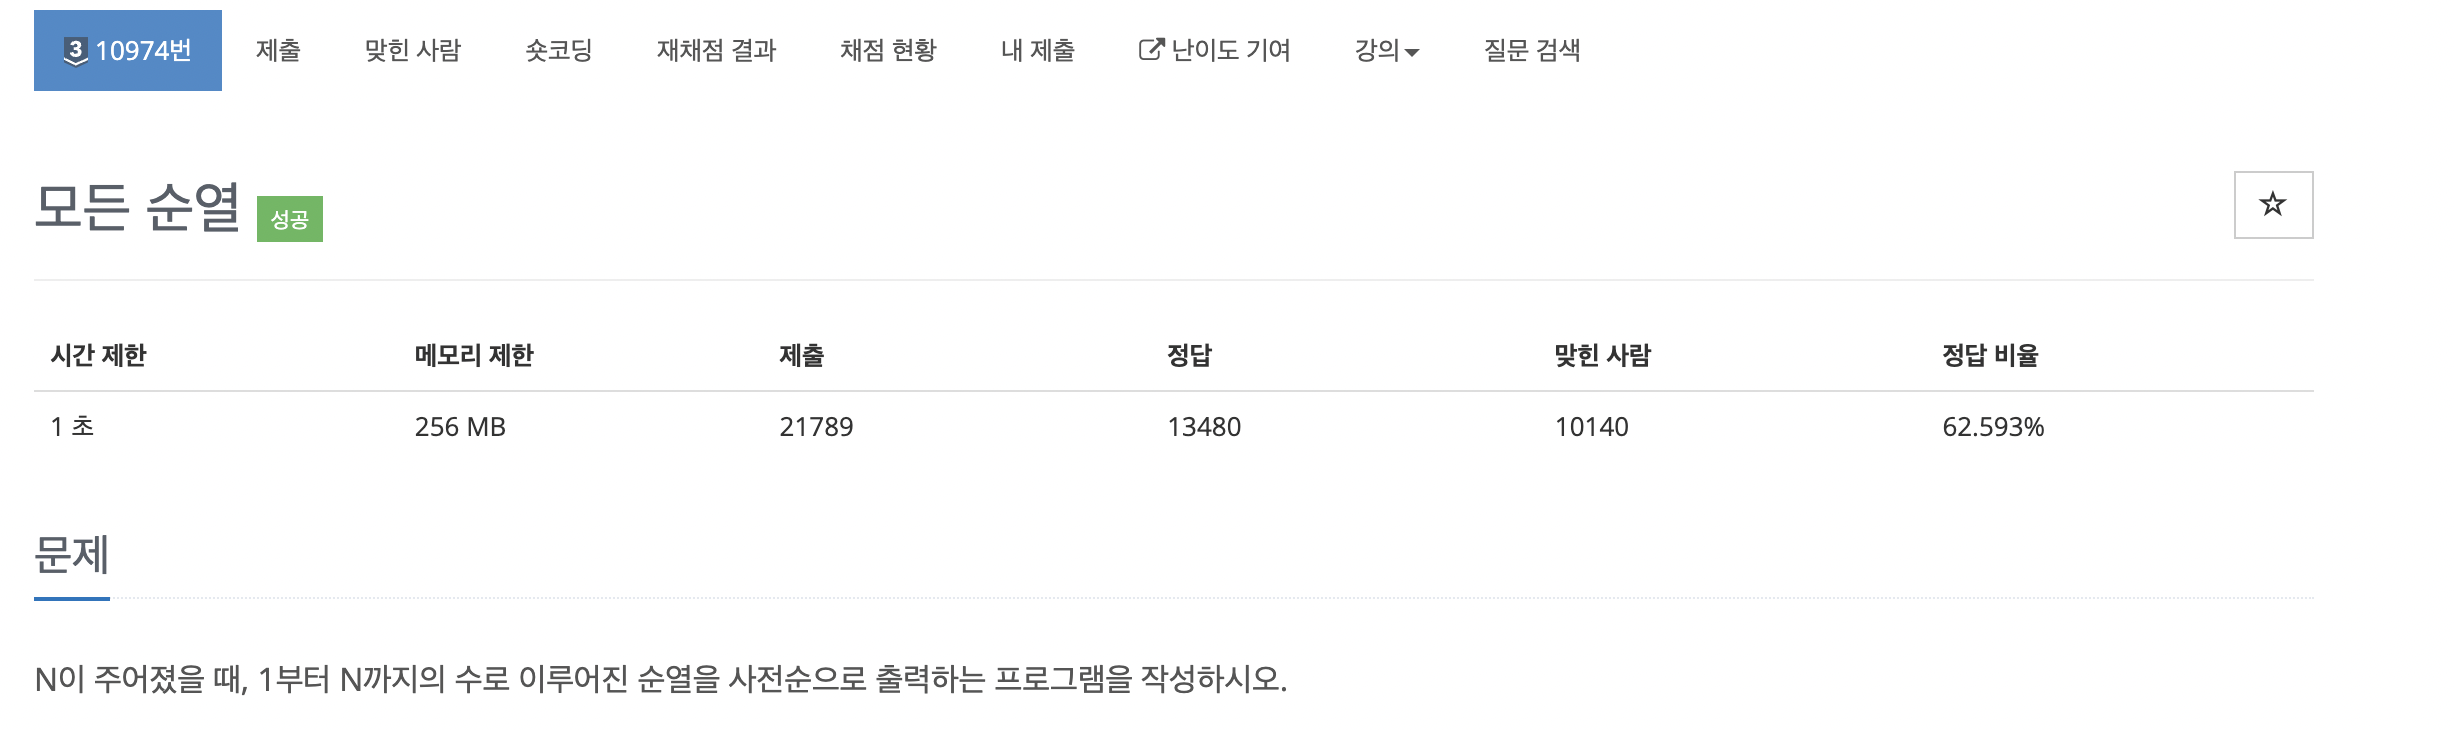 3 10974번 제출 맞힌 사람 숏코딩 재채점 결과 채점 현황 내 제출 난이도 기여 강의 질문 검색
모든 순열 성공
시간 제한 메모리 제한 제출 정답 맞힌 사람 정답 비율
1 초 256 MB 21789 13480 10140 62.593%
문제
N이 주어졌을 때, 1부터 N까지의 수로 이루어진 순열을 사전순으로 출력하는 프로그램을 작성하시오.